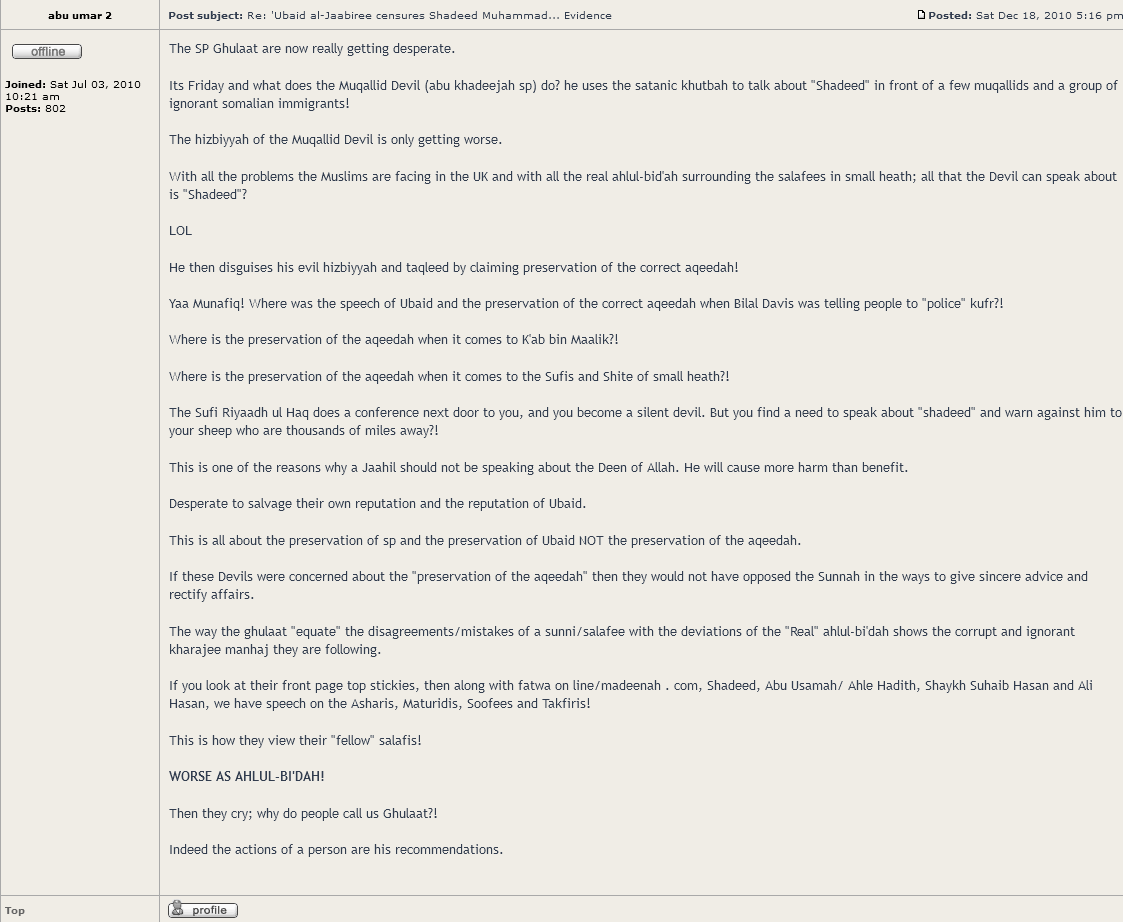 abu umar 2
Post subject: Re: 'Ubaid al-Jaabiree censures Shadeed Muhammad... Evidence
Posted: Sat Dec 18, 2010 5:16 pm
offline
Joined: Sat Jul 03, 2010
10:21 am
Posts: 802
The SP Ghulaat are now really getting desperate.
Its Friday and what does the Muqallid Devil (abu khadeejah sp) do? he uses the satanic khutbah to talk about "Shadeed" in front of a few muqallids and a group of
ignorant somalian immigrants!
The hizbiyyah of the Muqallid Devil is only getting worse.
With all the problems the Muslims are facing in the UK and with all the real ahlul-bid'ah surrounding the salafees in small heath; all that the Devil can speak about
is "Shadeed"?
LOL
He then disguises his evil hizbiyyah and taqleed by claiming preservation of the correct aqeedah!
Yaa Munafiq! Where was the speech of Ubaid and the preservation of the correct aqeedah when Bilal Davis was telling people to "police" kufr?!
Where is the preservation of the aqeedah when it comes to K'ab bin Maalik?!
Where is the preservation of the aqeedah when it comes to the Sufis and Shite of small heath?!
The Sufi Riyaadh ul Haq does a conference next door to you, and you become a silent devil. But you find a need to speak about "shadeed" and warn against him to
your sheep who are thousands of miles away?!
This is one of the reasons why a Jaahil should not be speaking about the Deen of Allah. He will cause more harm than benefit.
Desperate to salvage their own reputation and the reputation of Ubaid.
This is all about the preservation of sp and the preservation of Ubaid NOT the preservation of the aqeedah.
If these Devils were concerned about the "preservation of the aqeedah" then they would not have opposed the Sunnah in the ways to give sincere advice and
rectify affairs.
The way the ghulaat "equate" the disagreements/mistakes of a sunni/salafee with the deviations of the "Real" ahlul-bi'dah shows the corrupt and ignorant
kharajee manhaj they are following.
If you look at their front page top stickies, then along with fatwa on line/madeenah . com, Shadeed, Abu Usamah/ Ahle Hadith, Shaykh Suhaib Hasan and Ali
Hasan, we have speech on the Asharis, Maturidis, Soofees and Takfiris!
This is how they view their "fellow" salafis!
WORSE AS AHLUL-BI'DAH!
Then they cry; why do people call us Ghulaat?!
Indeed the actions of a person are his recommendations.
Top
profile